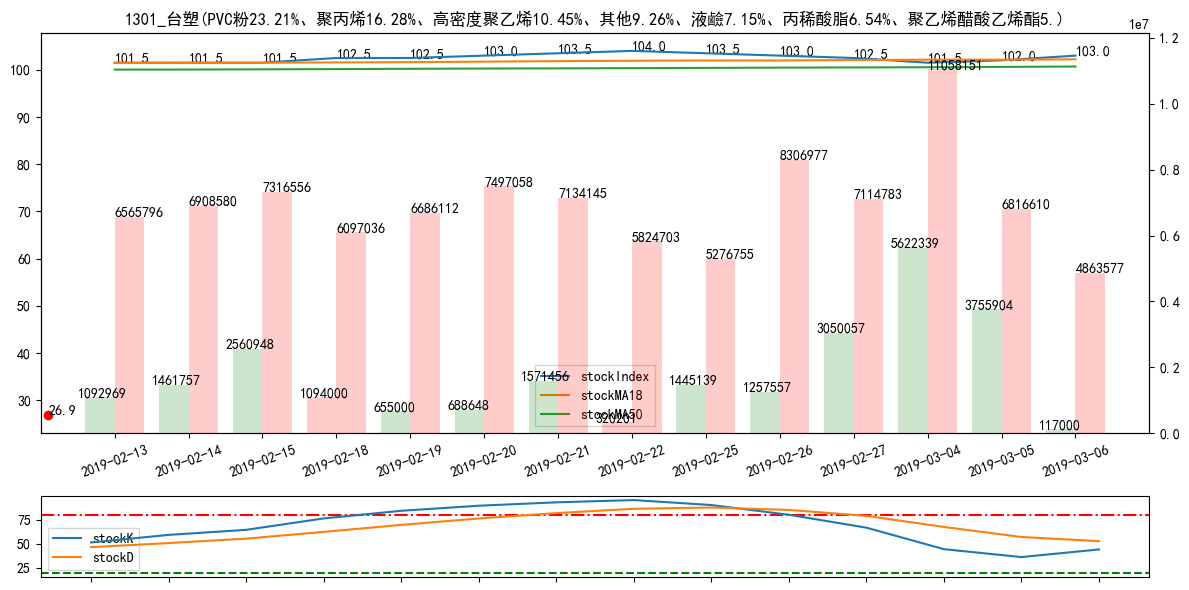 1301_台塑(PVC粉23.21%、聚丙烯16.28%、高密度聚乙烯10.45%、其他9.26%、液鹼7.15%、丙稀酸脂6.54%、聚乙烯醋酸乙烯酯5.)
1e7
101.5 101.5 101.5 102.5 102.5 103.0 103.5 104.0 103.5 103.0 102.5 101.5 102.0 103.0
6565796 6908580 7316556 6097036 6686112 7497058 7134145 5824703 5276755 8306977 7114783 11058151 6816610 4863577
1092969 1461757 2560948 1094000 655000 688648 1571456 320201 1445139 1257557 3050057 5622339 3755904 117000
26.9
100
90
80
70
60
50
40
30
1.2
1.0
0.8
0.6
0.4
0.2
0.0
stockIndex
stockMA18
stockMA50
2019-02-13 2019-02-14 2019-02-15 2019-02-18 2019-02-19 2019-02-20 2019-02-21 2019-02-22 2019-02-25 2019-02-26 2019-02-27 2019-03-04 2019-03-05 2019-03-06
75
50
25
stockK
stockD